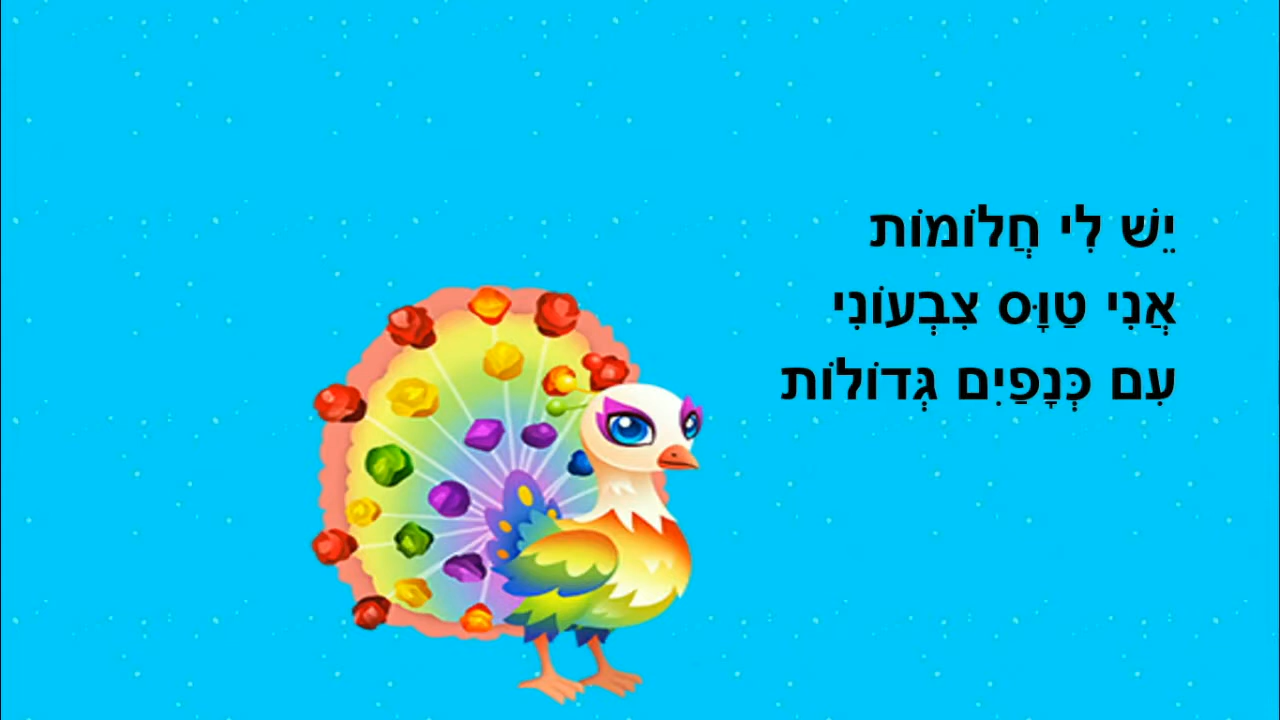 יֵשׁ לִי חֲלוֹמוֹת
אֲנִי טַוָּס צִבְעוֹנִי
עִם כְּנָפַיִם גְּדוֹלוֹת